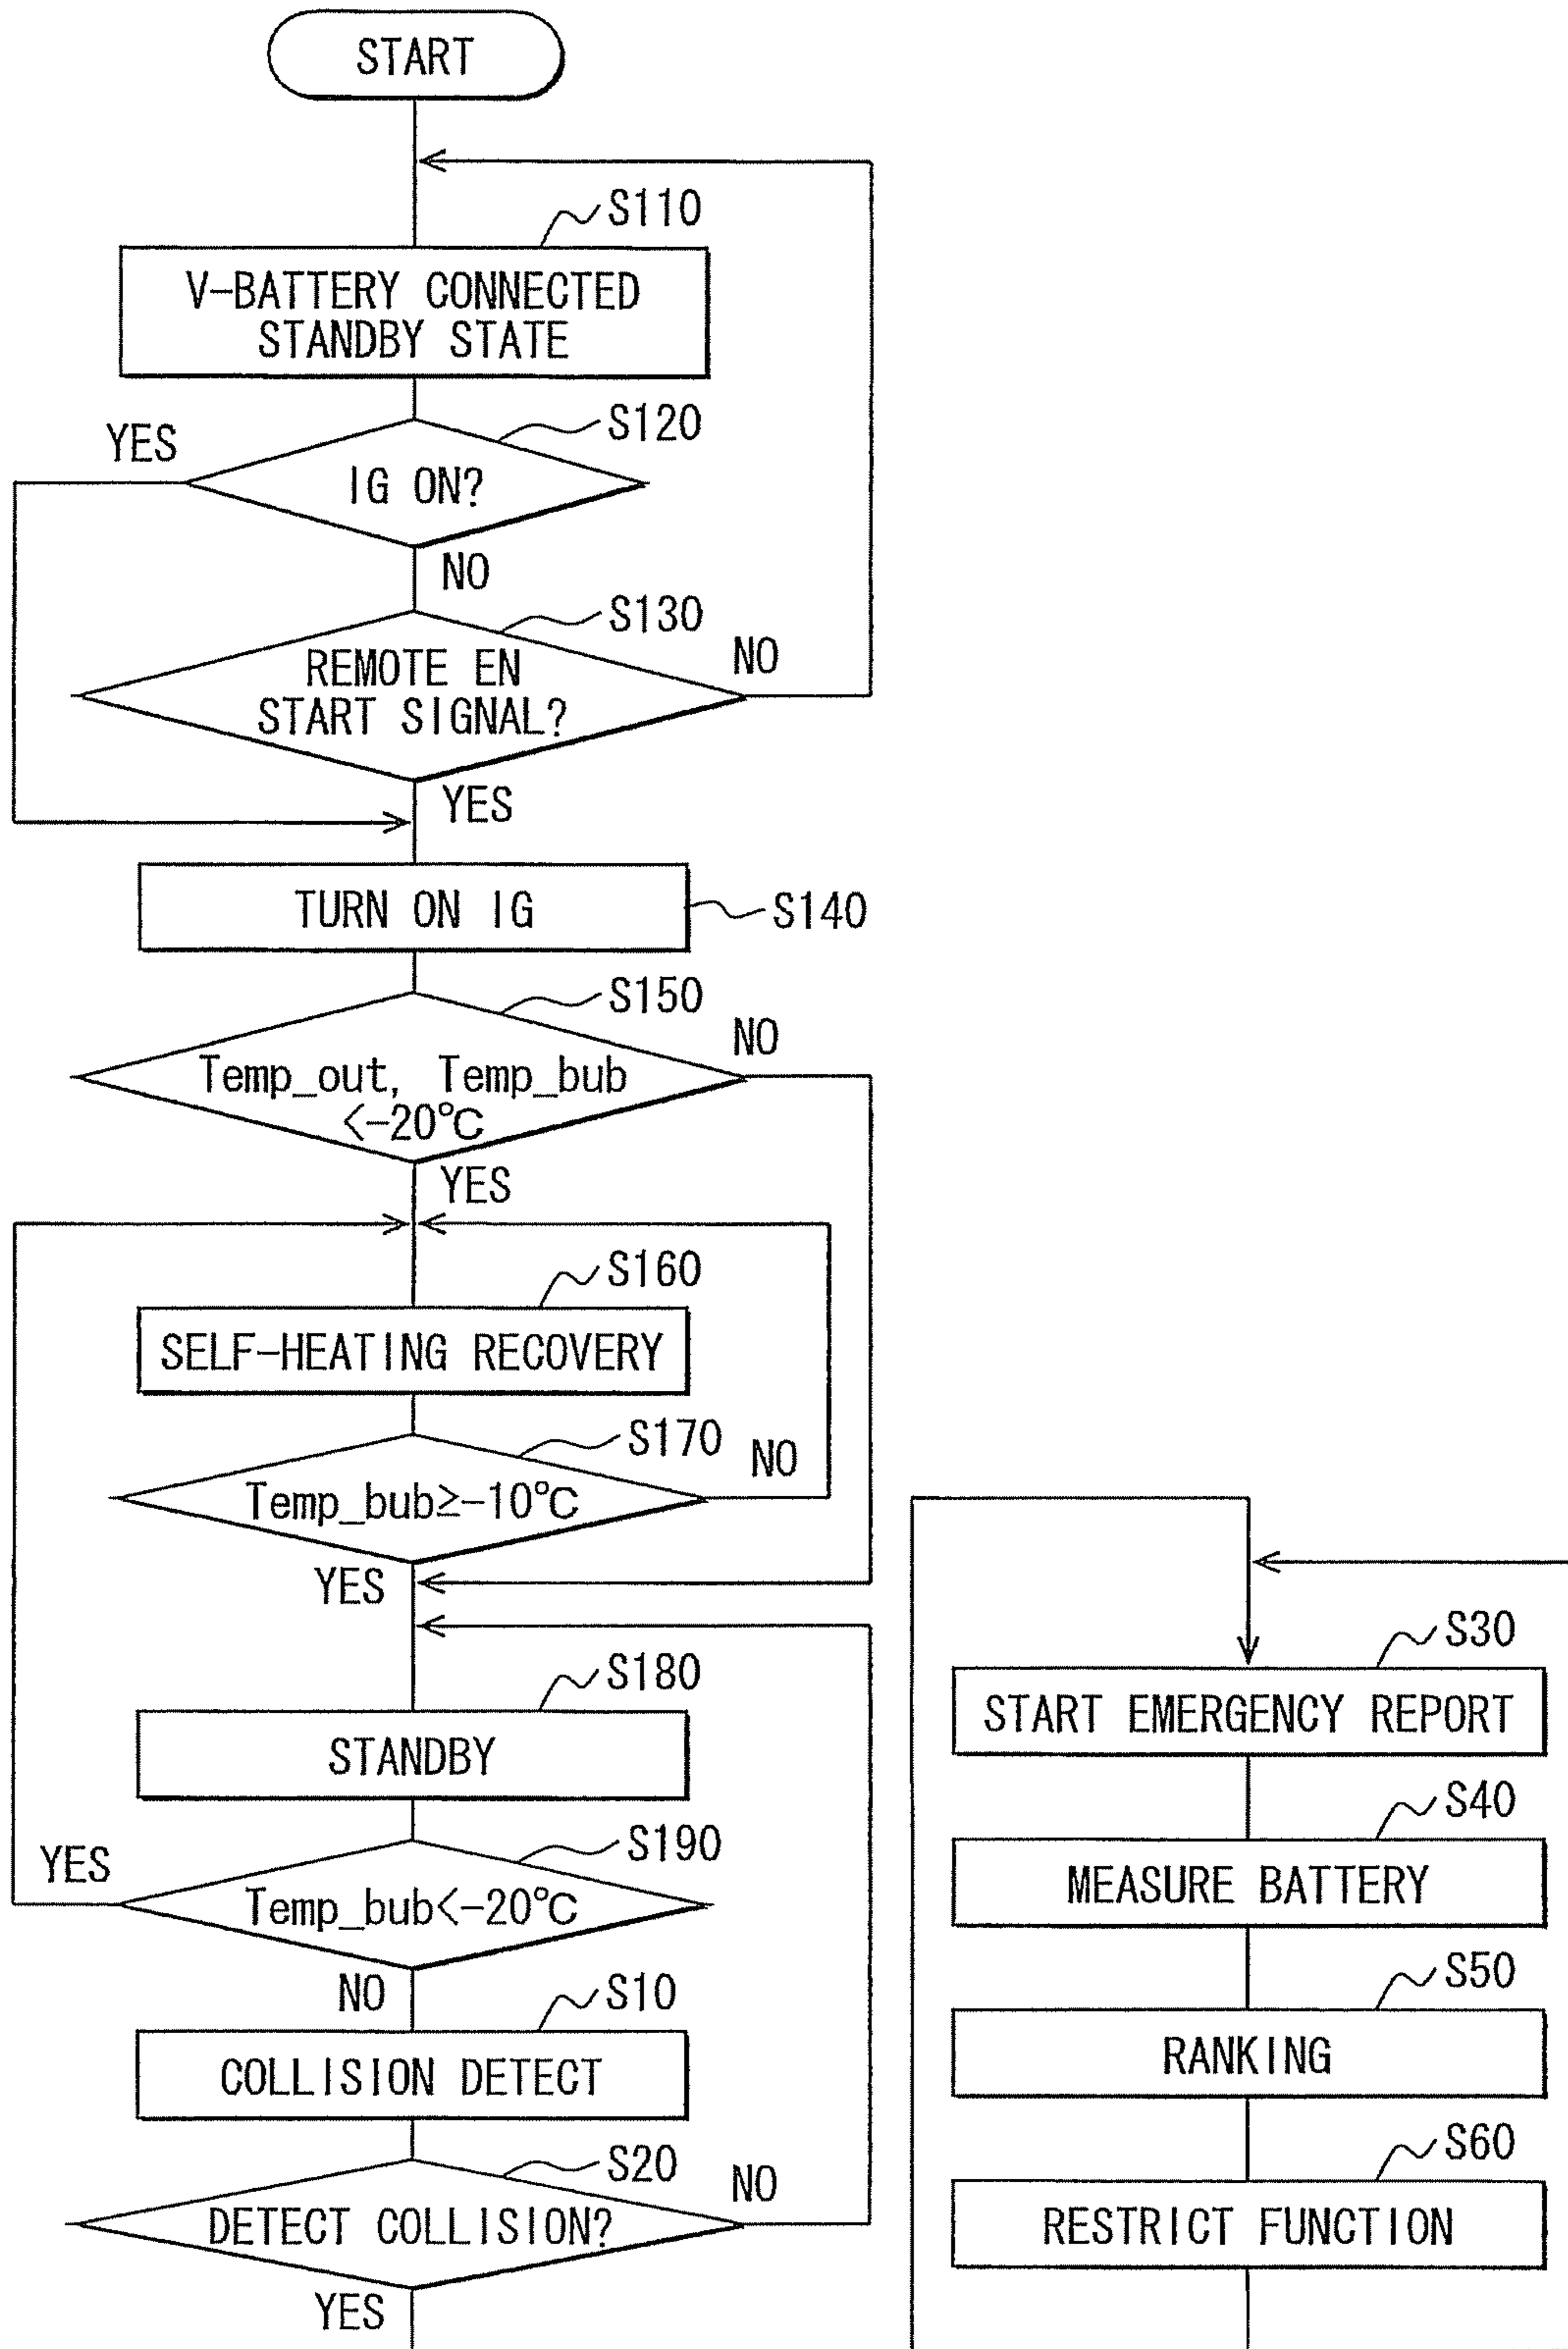 START
S110
V-BATTERY CONNECTED
STANDBY STATE
S120
YES
IG ON?
NO
S130
REMOTE EN
START SIGNAL?
NO
YES
TURN ON IG
S140
S150
NO
Temp_out, Temp_bub
<-20℃
YES
S160
SELF-HEATING RECOVERY
S170
NO
Temp_bub≥-10℃
YES
S180
STANDBY
S190
YES
Temp_bub<-20℃
NO
S10
COLLISION DETECT
S20
NO
DETECT COLLISION?
YES
S30
START EMERGENCY REPORT
S40
MEASURE BATTERY
S50
RANKING
S60
RESTRICT FUNCTION